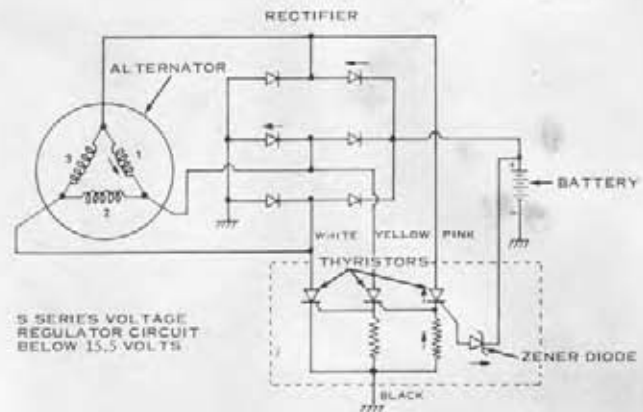 RECTIFIER
ALTERNATOR
3
1
2
BATTERY
WHITE YELLOW PINK
THYRISTORS
S SERIES VOLTAGE
REGULATOR CIRCUIT
BELOW 15.5 VOLTS
ZENER DIODE
BLACK